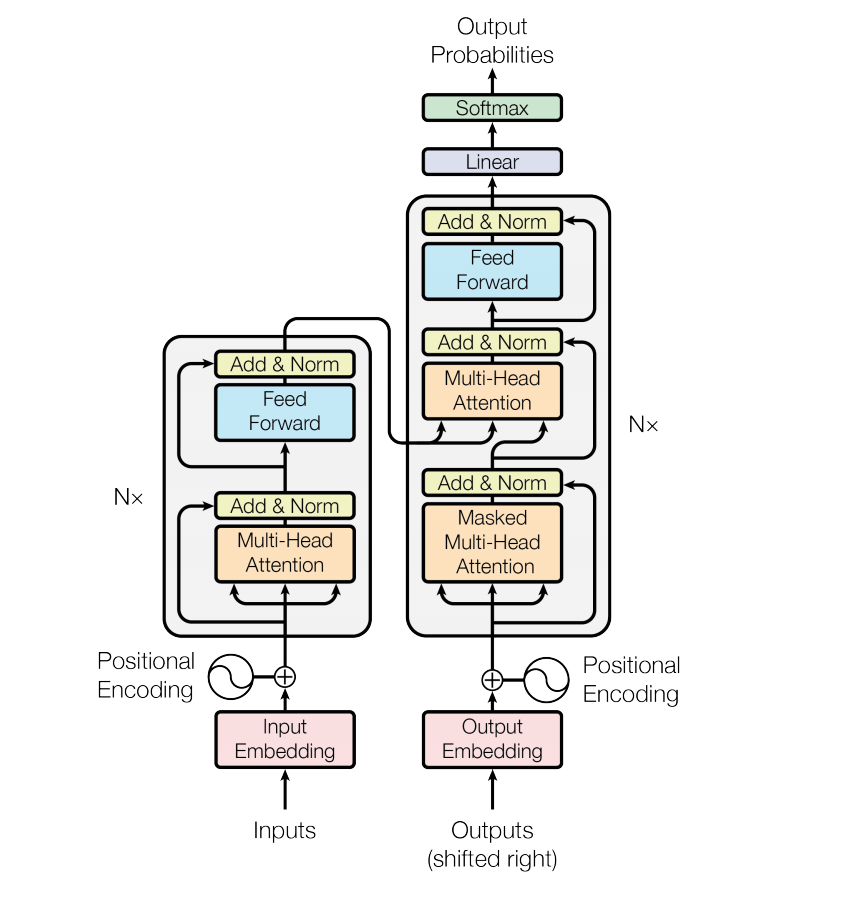 Output
Probabilities
Softmax
Linear
Add & Norm
Feed
Forward
Add & Norm
Multi-Head
Attention
Add & Norm
Masked
Multi-Head
Attention
N×
Add & Norm
Feed
Forward
Add & Norm
Multi-Head
Attention
N×
Positional
Encoding
Positional
Encoding
Input
Embedding
Output
Embedding
Inputs
Outputs
(shifted right)